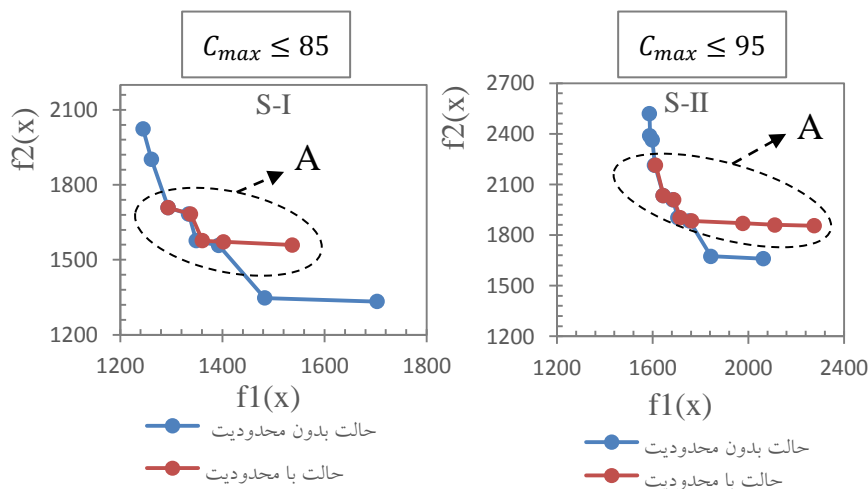 C_max ≤ 85
S-I
A
f2(x)
2100
1800
1500
1200
1200 1400 1600 1800
f1(x)
حالت بدون محدودیت
حالت با محدودیت
C_max ≤ 95
S-II
A
f2(x)
2700
2400
2100
1800
1500
1200
1200 1600 2000 2400
f1(x)
حالت بدون محدودیت
حالت با محدودیت